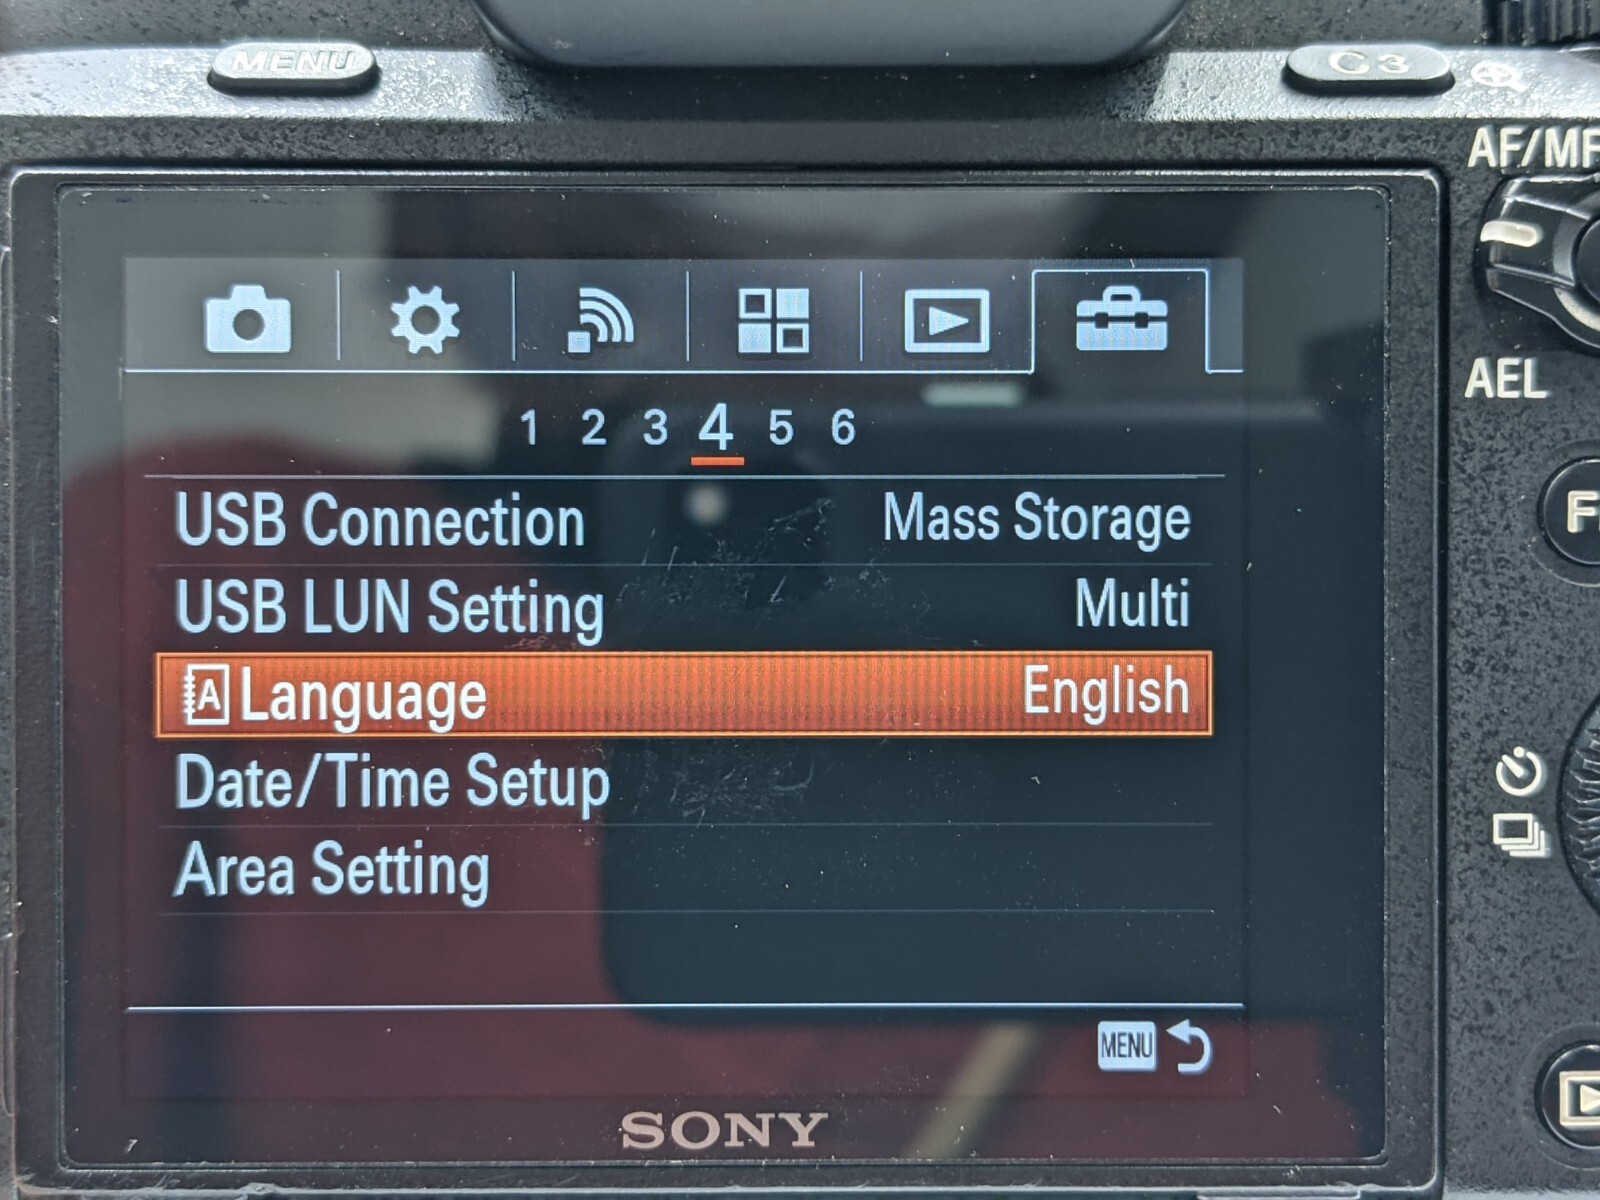 MENU
C3
AF/MF
AEL
1 2 3 4 5 6
USB Connection Mass Storage
USB LUN Setting Multi
A Language English
Date/Time Setup
Area Setting
MENU
SONY